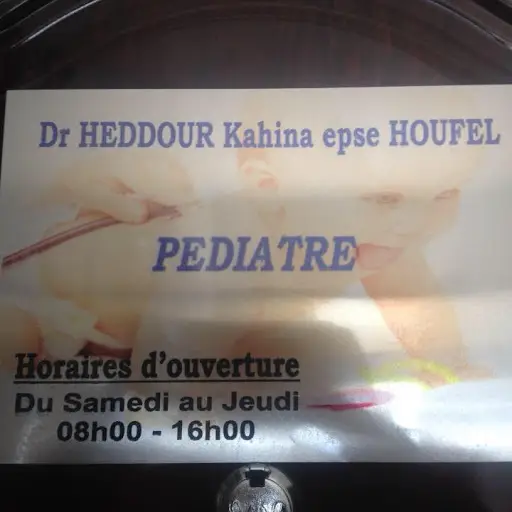 Dr HEDDOUR Kahina epse HOUFEL
PEDIATRE
Horaires d'ouverture
Du Samedi au Jeudi
08h00 - 16h00